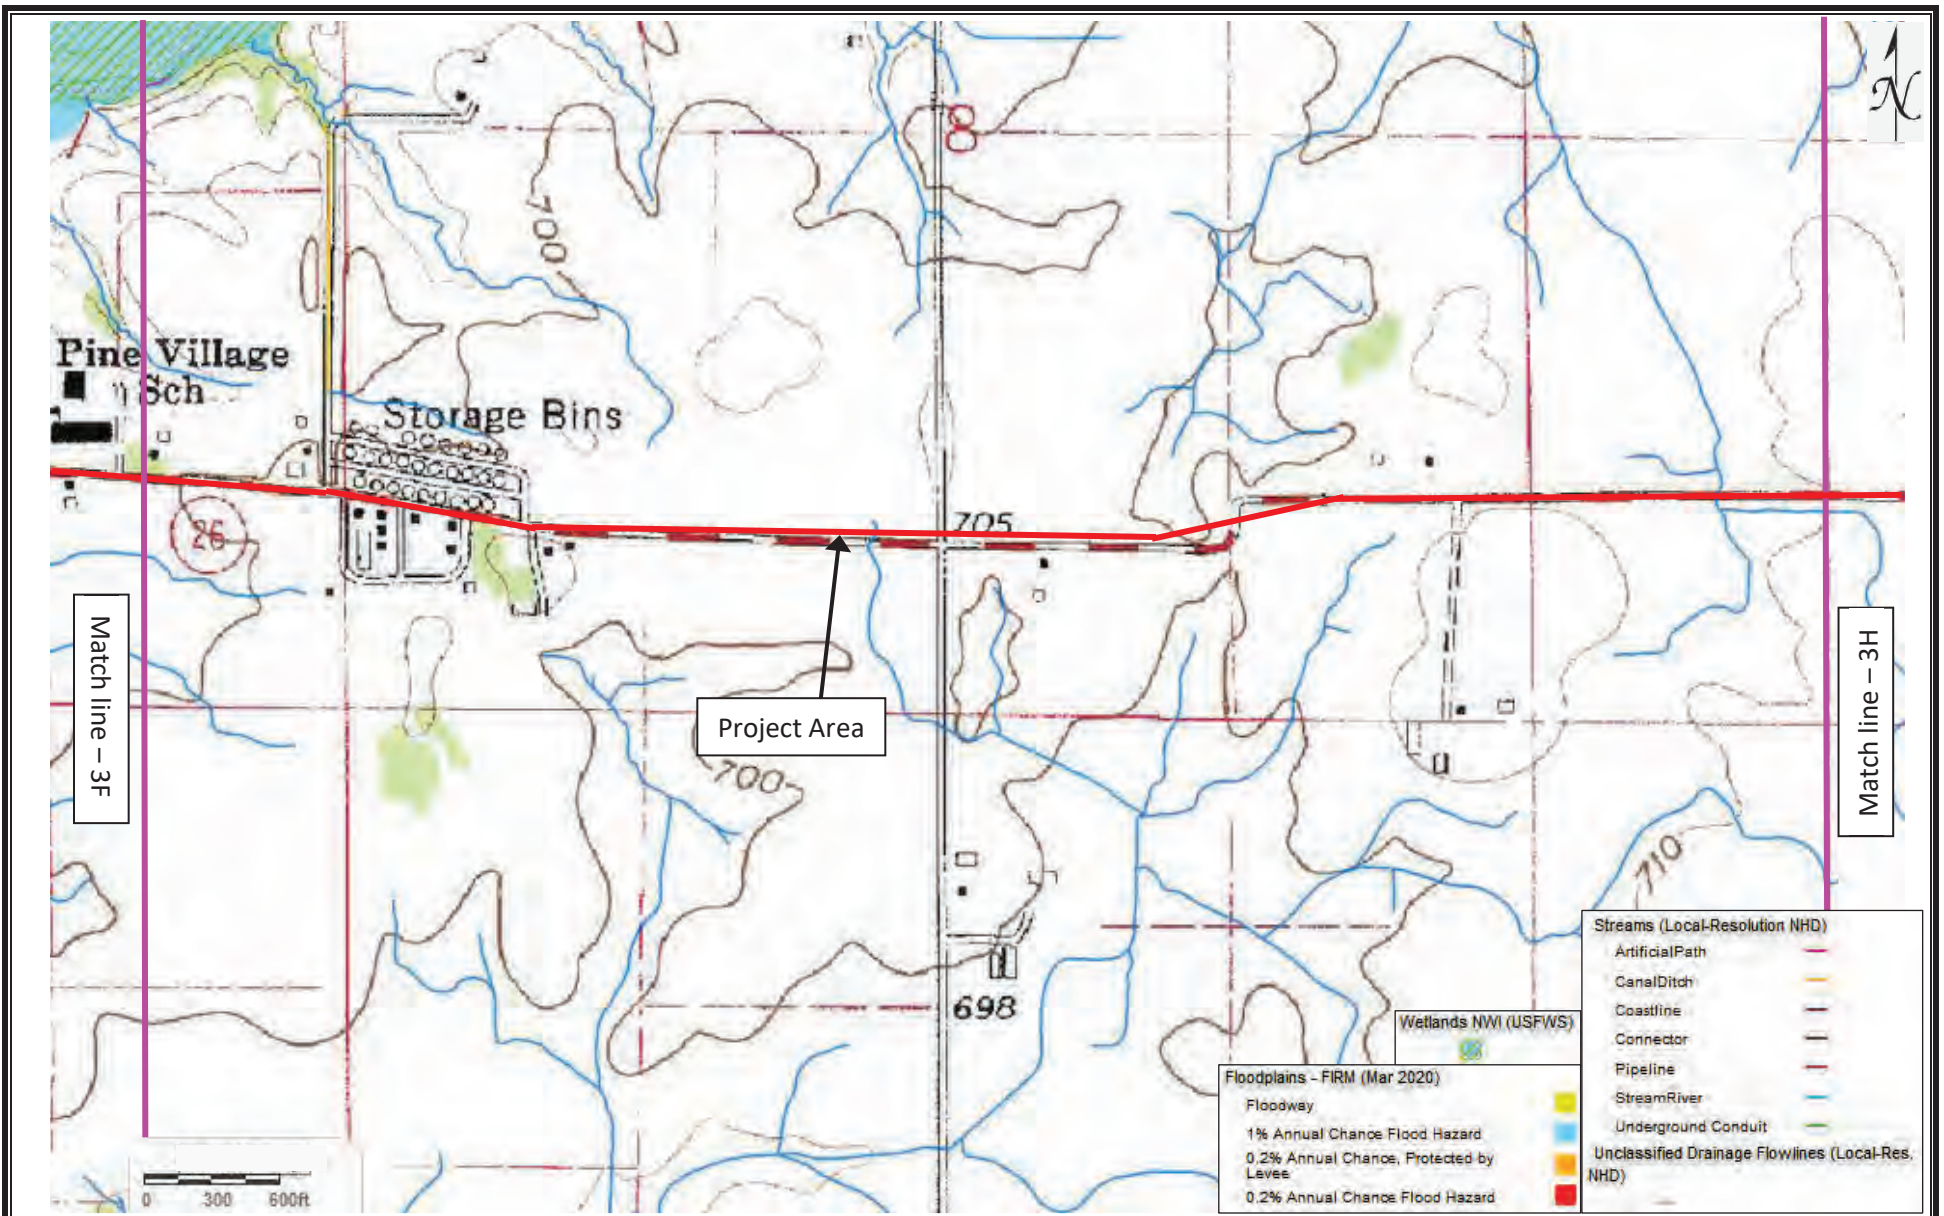 N
8
700
Pine Village
Sch
Storage Bins
26
705
Match line – 3F
Match line – 3H
Project Area
700
710
698
Streams (Local-Resolution NHD)
ArtificialPath
CanalDitch
Coastline
Connector
Pipeline
StreamRiver
Underground Conduit
Unclassified Drainage Flowlines (Local-Res.
NHD)
Wetlands NWI (USFWS)
Floodplains - FIRM (Mar 2020)
Floodway
1% Annual Chance Flood Hazard
0.2% Annual Chance, Protected by
Levee
0.2% Annual Chance Flood Hazard
0 300 600ft